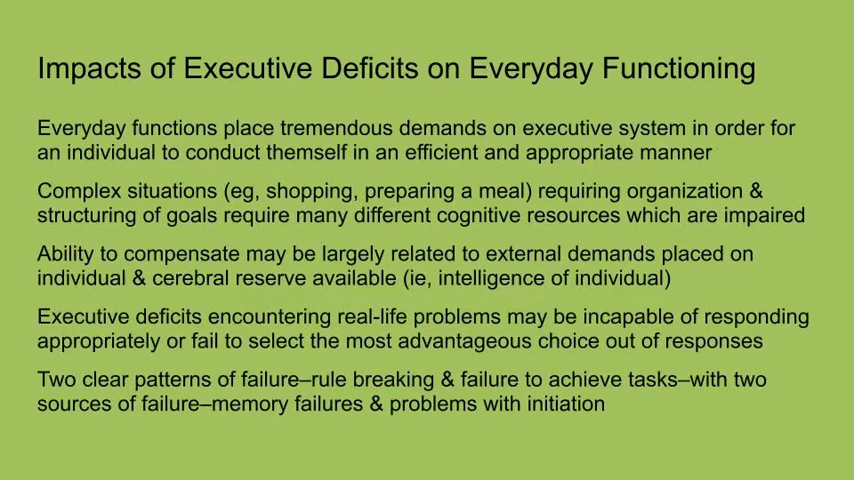 Impacts of Executive Deficits on Everyday Functioning
Everyday functions place tremendous demands on executive system in order for
an individual to conduct themself in an efficient and appropriate manner
Complex situations (eg, shopping, preparing a meal) requiring organization &
structuring of goals require many different cognitive resources which are impaired
Ability to compensate may be largely related to external demands placed on
individual & cerebral reserve available (ie, intelligence of individual)
Executive deficits encountering real-life problems may be incapable of responding
appropriately or fail to select the most advantageous choice out of responses
Two clear patterns of failure–rule breaking & failure to achieve tasks–with two
sources of failure–memory failures & problems with initiation